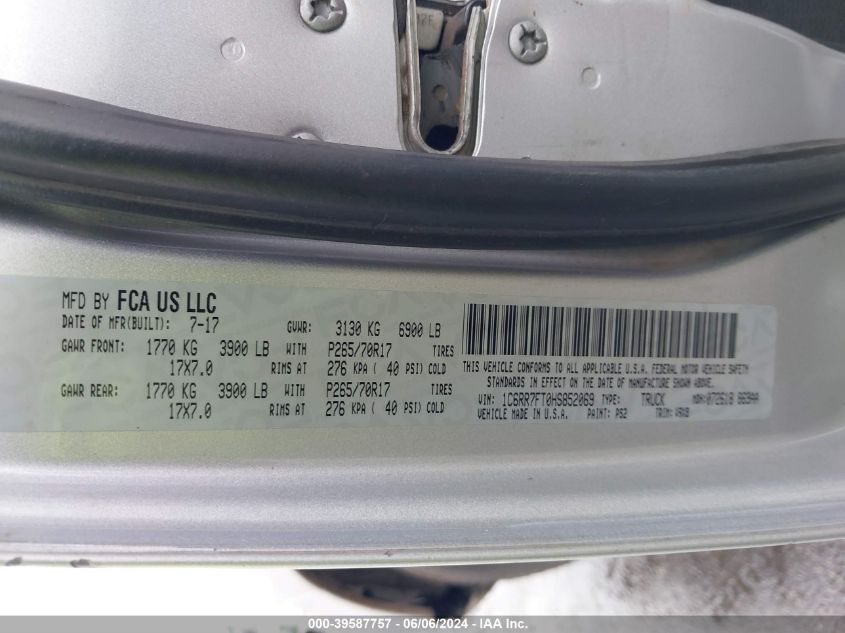 MFD BY FCA US LLC
DATE OF MFR(BUILT): 7-17 GVWR: 3130 KG 6900 LB
GAWR FRONT: 1770 KG 3900 LB WITH P265/70R17 TIRES
17X7.0 RIMS AT 276 KPA ( 40 PSI) COLD
GAWR REAR: 1770 KG 3900 LB WITH P265/70R17 TIRES
17X7.0 RIMS AT 276 KPA ( 40 PSI) COLD
THIS VEHICLE CONFORMS TO ALL APPLICABLE U.S.A. FEDERAL MOTOR VEHICLE SAFETY
STANDARDS IN EFFECT ON THE DATE OF MANUFACTURE SHOWN ABOVE.
VIN: 1C6RR7FT0HS852069 TYPE: TRUCK MDH:
VEHICLE MADE IN U.S.A. PAINT: PS2 TRIM:
000-39587757 - 06/06/2024 - IAA Inc.